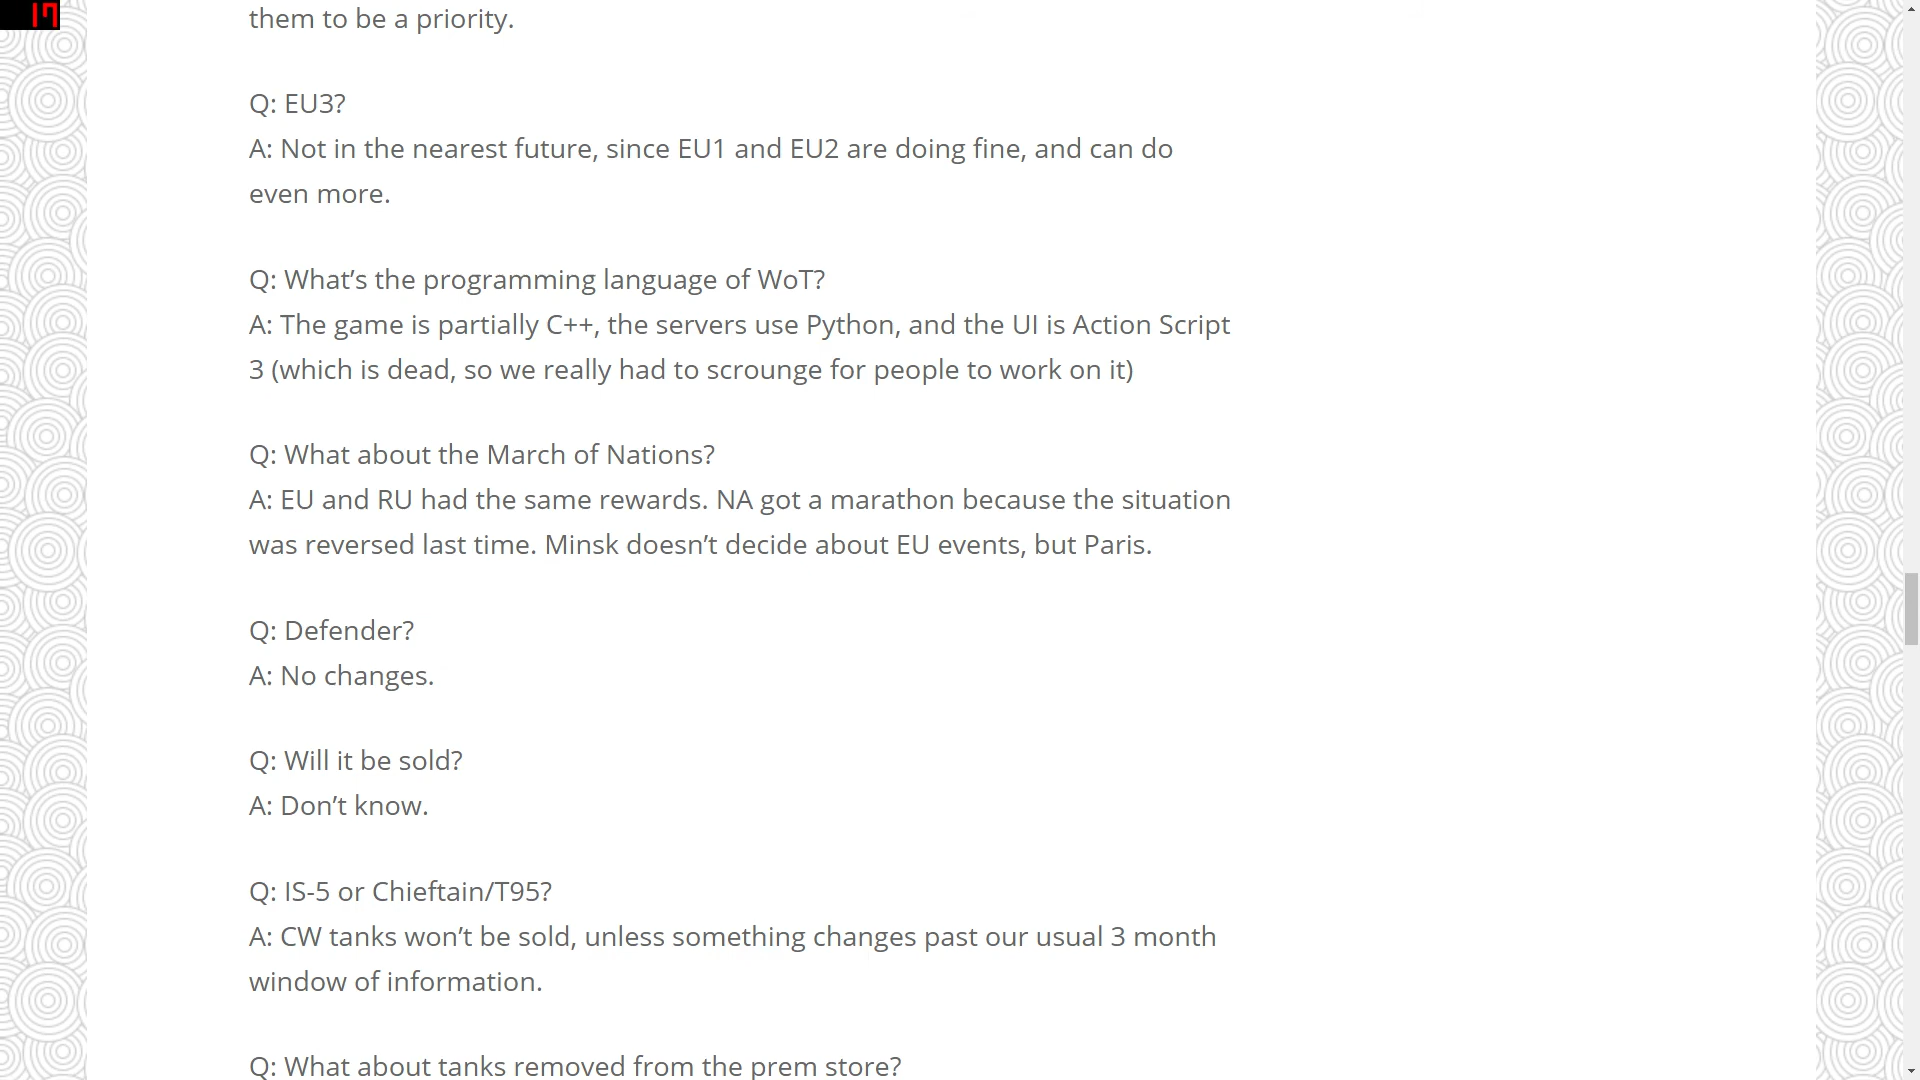 17
them to be a priority.
Q: EU3?
A: Not in the nearest future, since EU1 and EU2 are doing fine, and can do
even more.
Q: What’s the programming language of WoT?
A: The game is partially C++, the servers use Python, and the UI is Action Script
3 (which is dead, so we really had to scrounge for people to work on it)
Q: What about the March of Nations?
A: EU and RU had the same rewards. NA got a marathon because the situation
was reversed last time. Minsk doesn’t decide about EU events, but Paris.
Q: Defender?
A: No changes.
Q: Will it be sold?
A: Don’t know.
Q: IS-5 or Chieftain/T95?
A: CW tanks won’t be sold, unless something changes past our usual 3 month
window of information.
Q: What about tanks removed from the prem store?